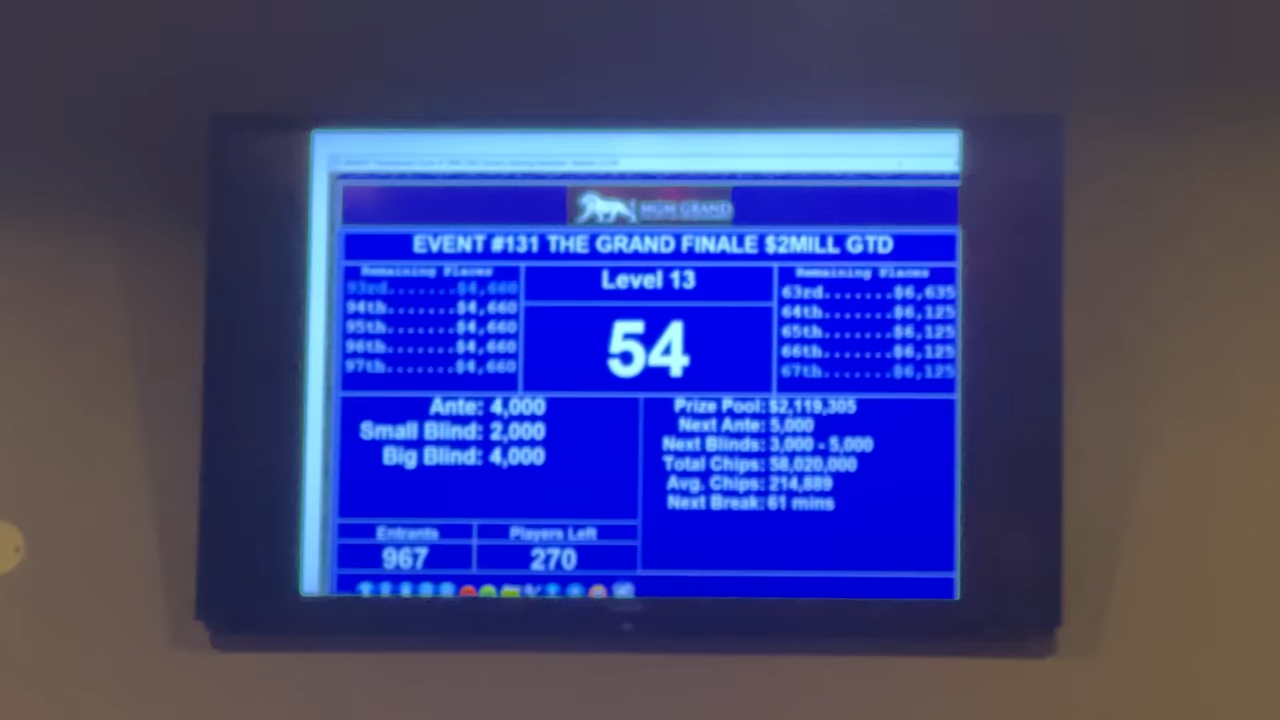 MGM GRAND
EVENT #131 THE GRAND FINALE $2MILL GTD
Remaining Places
93rd.......$4,660
94th.......$4,660
95th.......$4,660
96th.......$4,660
97th.......$4,660
Level 13
54
Remaining Places
63rd.......$6,635
64th.......$6,125
65th.......$6,125
66th.......$6,125
67th.......$6,125
Ante: 4,000
Small Blind: 2,000
Big Blind: 4,000
Prize Pool: $2,119,305
Next Ante: 5,000
Next Blinds: 3,000 - 5,000
Total Chips: 58,020,000
Avg. Chips: 214,889
Next Break: 61 mins
Entrants
967
Players Left
270